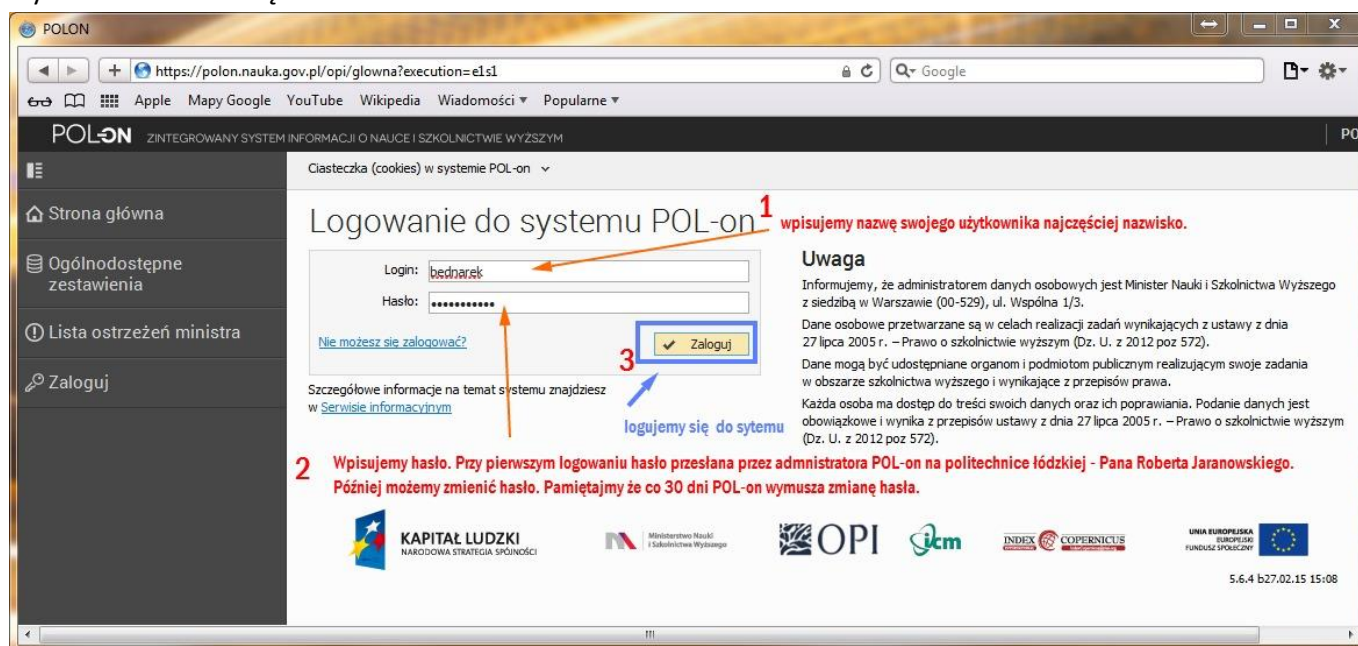 POLON
https://polon.nauka.gov.pl/opi/glowna?execution=e1s1
Google
Apple Mapy Google YouTube Wikipedia Wiadomości Popularne
POL-ON ZINTEGROWANY SYSTEM INFORMACJI O NAUCE I SZKOLNICTWIE WYŻSZYM
PO
Ciasteczka (cookies) w systemie POL-on
Strona główna
Ogólnodostępne
zestawienia
Lista ostrzeżeń ministra
Zaloguj
Logowanie do systemu POL-on
1 wpisujemy nazwę swojego użytkownika najczęściej nazwisko.
Login: bednarek
Hasło: •••••••••••
Nie możesz się zalogować?
3
Zaloguj
Szczegółowe informacje na temat systemu znajdziesz
w Serwisie informacyjnym
logujemy się do sytemu
Uwaga
Informujemy, że administratorem danych osobowych jest Minister Nauki i Szkolnictwa Wyższego
z siedzibą w Warszawie (00-529), ul. Wspólna 1/3.
Dane osobowe przetwarzane są w celach realizacji zadań wynikających z ustawy z dnia
27 lipca 2005 r. – Prawo o szkolnictwie wyższym (Dz. U. z 2012 poz 572).
Dane mogą być udostępniane organom i podmiotom publicznym realizującym swoje zadania
w obszarze szkolnictwa wyższego i wynikające z przepisów prawa.
Każda osoba ma dostęp do treści swoich danych oraz ich poprawiania. Podanie danych jest
obowiązkowe i wynika z przepisów ustawy z dnia 27 lipca 2005 r. – Prawo o szkolnictwie wyższym
(Dz. U. z 2012 poz 572).
2 Wpisujemy hasło. Przy pierwszym logowaniu hasło przesłana przez admnistratora POL-on na politechnice łódzkiej - Pana Roberta Jaranowskiego.
Później możemy zmienić hasło. Pamiętajmy że co 30 dni POL-on wymusza zmianę hasła.
KAPITAŁ LUDZKI
NARODOWA STRATEGIA SPÓJNOŚCI
Ministerstwo Nauki
i Szkolnictwa Wyższego
OPI
icm
INDEX COPERNICUS
UNIA EUROPEJSKA
EUROPEJSKI
FUNDUSZ SPOŁECZNY
5.6.4 b27.02.15 15:08